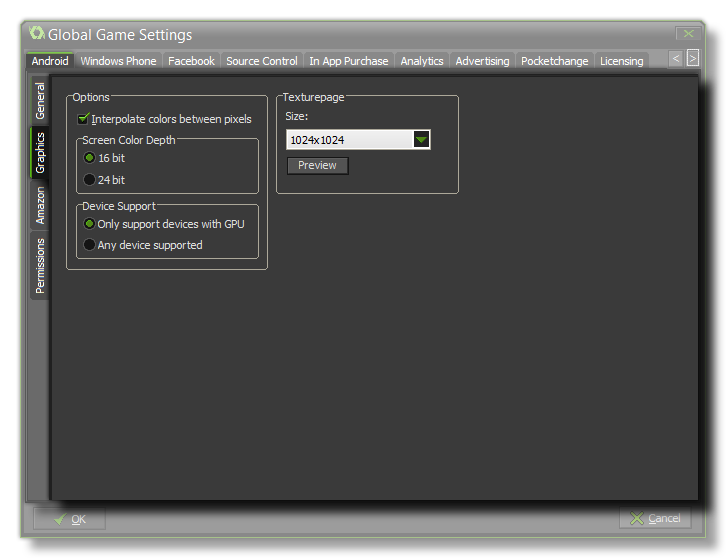 Global Game Settings
Android Windows Phone Facebook Source Control In App Purchase Analytics Advertising Pocketchange Licensing < >
General
Graphics
Amazon
Permissions
Options
Interpolate colors between pixels
Screen Color Depth
16 bit
24 bit
Device Support
Only support devices with GPU
Any device supported
Texturepage
Size:
1024x1024
Preview
OK
Cancel